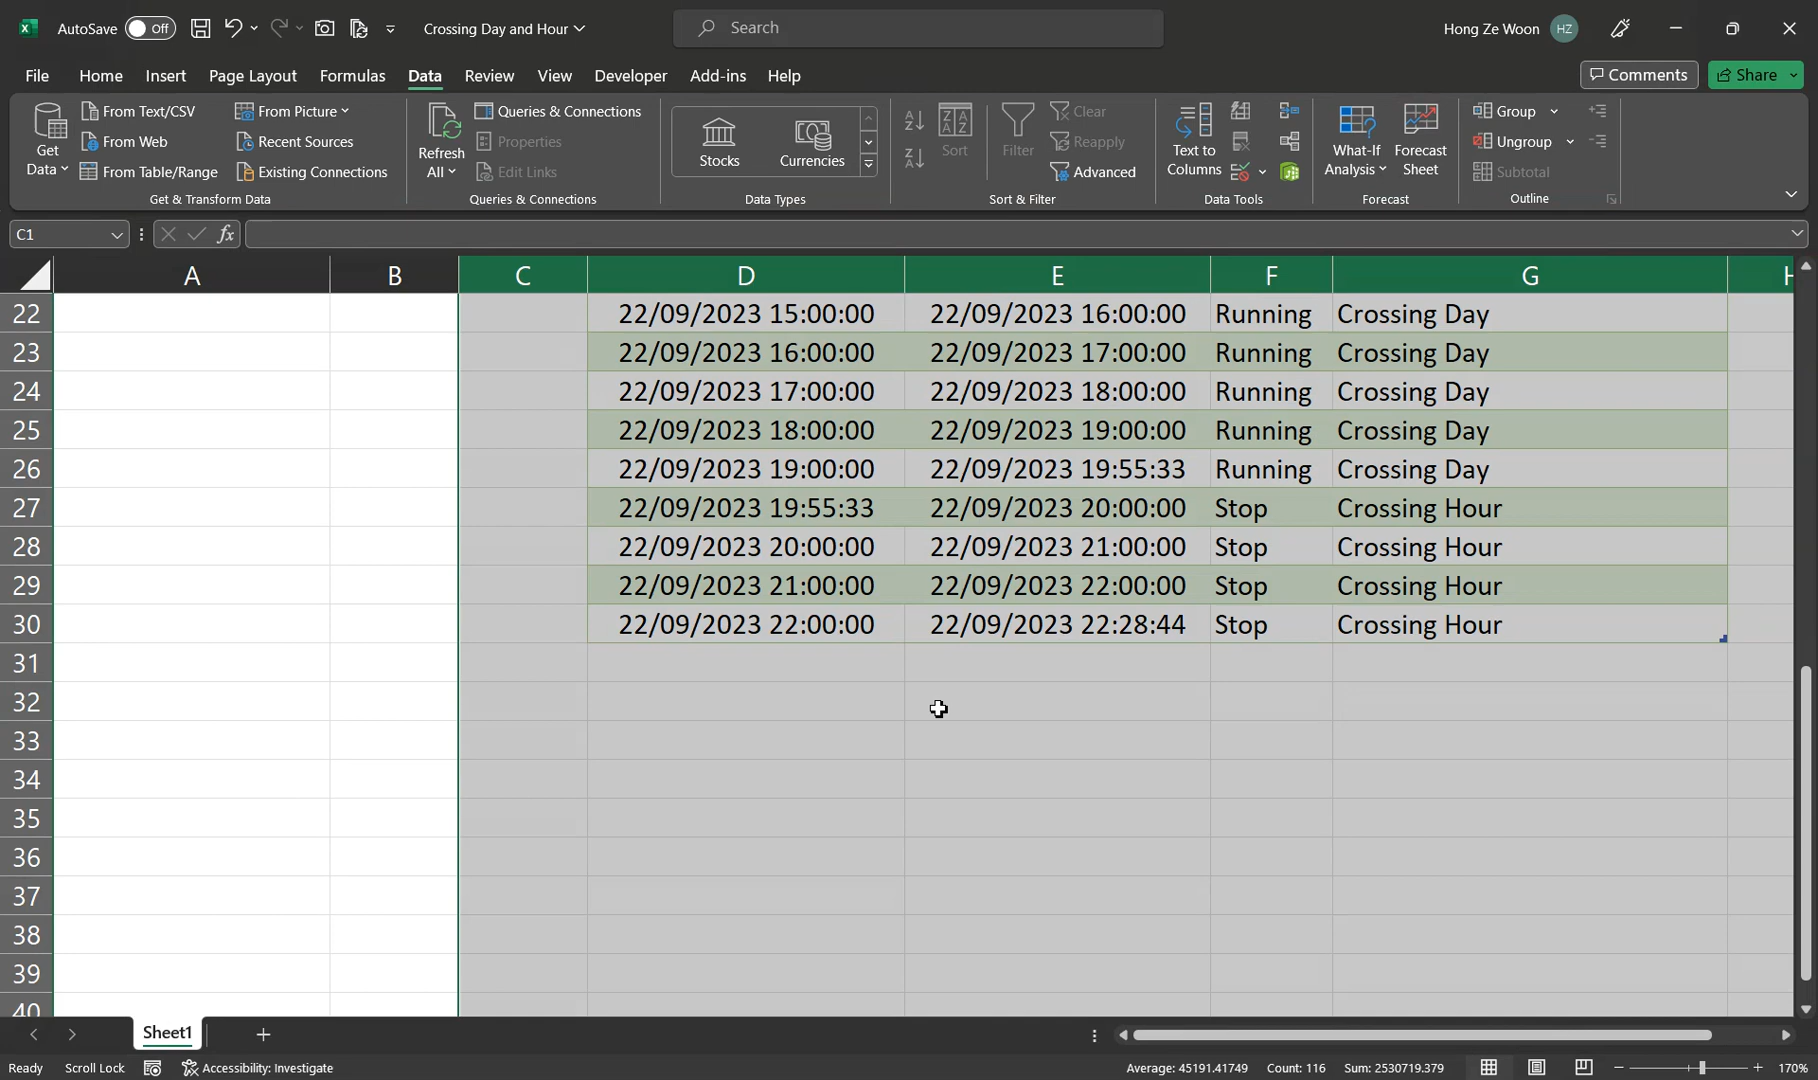 AutoSave Off Crossing Day and Hour Search Hong Ze Woon HZ
File Home Insert Page Layout Formulas Data Review View Developer Add-ins Help Comments Share
Get Data
From Text/CSV
From Web
From Table/Range
From Picture
Recent Sources
Existing Connections
Get & Transform Data
Refresh All
Queries & Connections
Properties
Edit Links
Queries & Connections
Stocks
Currencies
Data Types
Sort
Filter
Clear
Reapply
Advanced
Sort & Filter
Text to Columns
Data Tools
What-If Analysis
Forecast Sheet
Forecast
Group
Ungroup
Subtotal
Outline
C1 fx
A B C D E F G H
22 22/09/2023 15:00:00 22/09/2023 16:00:00 Running Crossing Day
23 22/09/2023 16:00:00 22/09/2023 17:00:00 Running Crossing Day
24 22/09/2023 17:00:00 22/09/2023 18:00:00 Running Crossing Day
25 22/09/2023 18:00:00 22/09/2023 19:00:00 Running Crossing Day
26 22/09/2023 19:00:00 22/09/2023 19:55:33 Running Crossing Day
27 22/09/2023 19:55:33 22/09/2023 20:00:00 Stop Crossing Hour
28 22/09/2023 20:00:00 22/09/2023 21:00:00 Stop Crossing Hour
29 22/09/2023 21:00:00 22/09/2023 22:00:00 Stop Crossing Hour
30 22/09/2023 22:00:00 22/09/2023 22:28:44 Stop Crossing Hour
31
32
33
34
35
36
37
38
39
40
Sheet1
Ready Scroll Lock Accessibility: Investigate Average: 45191.41749 Count: 116 Sum: 2530719.379 170%